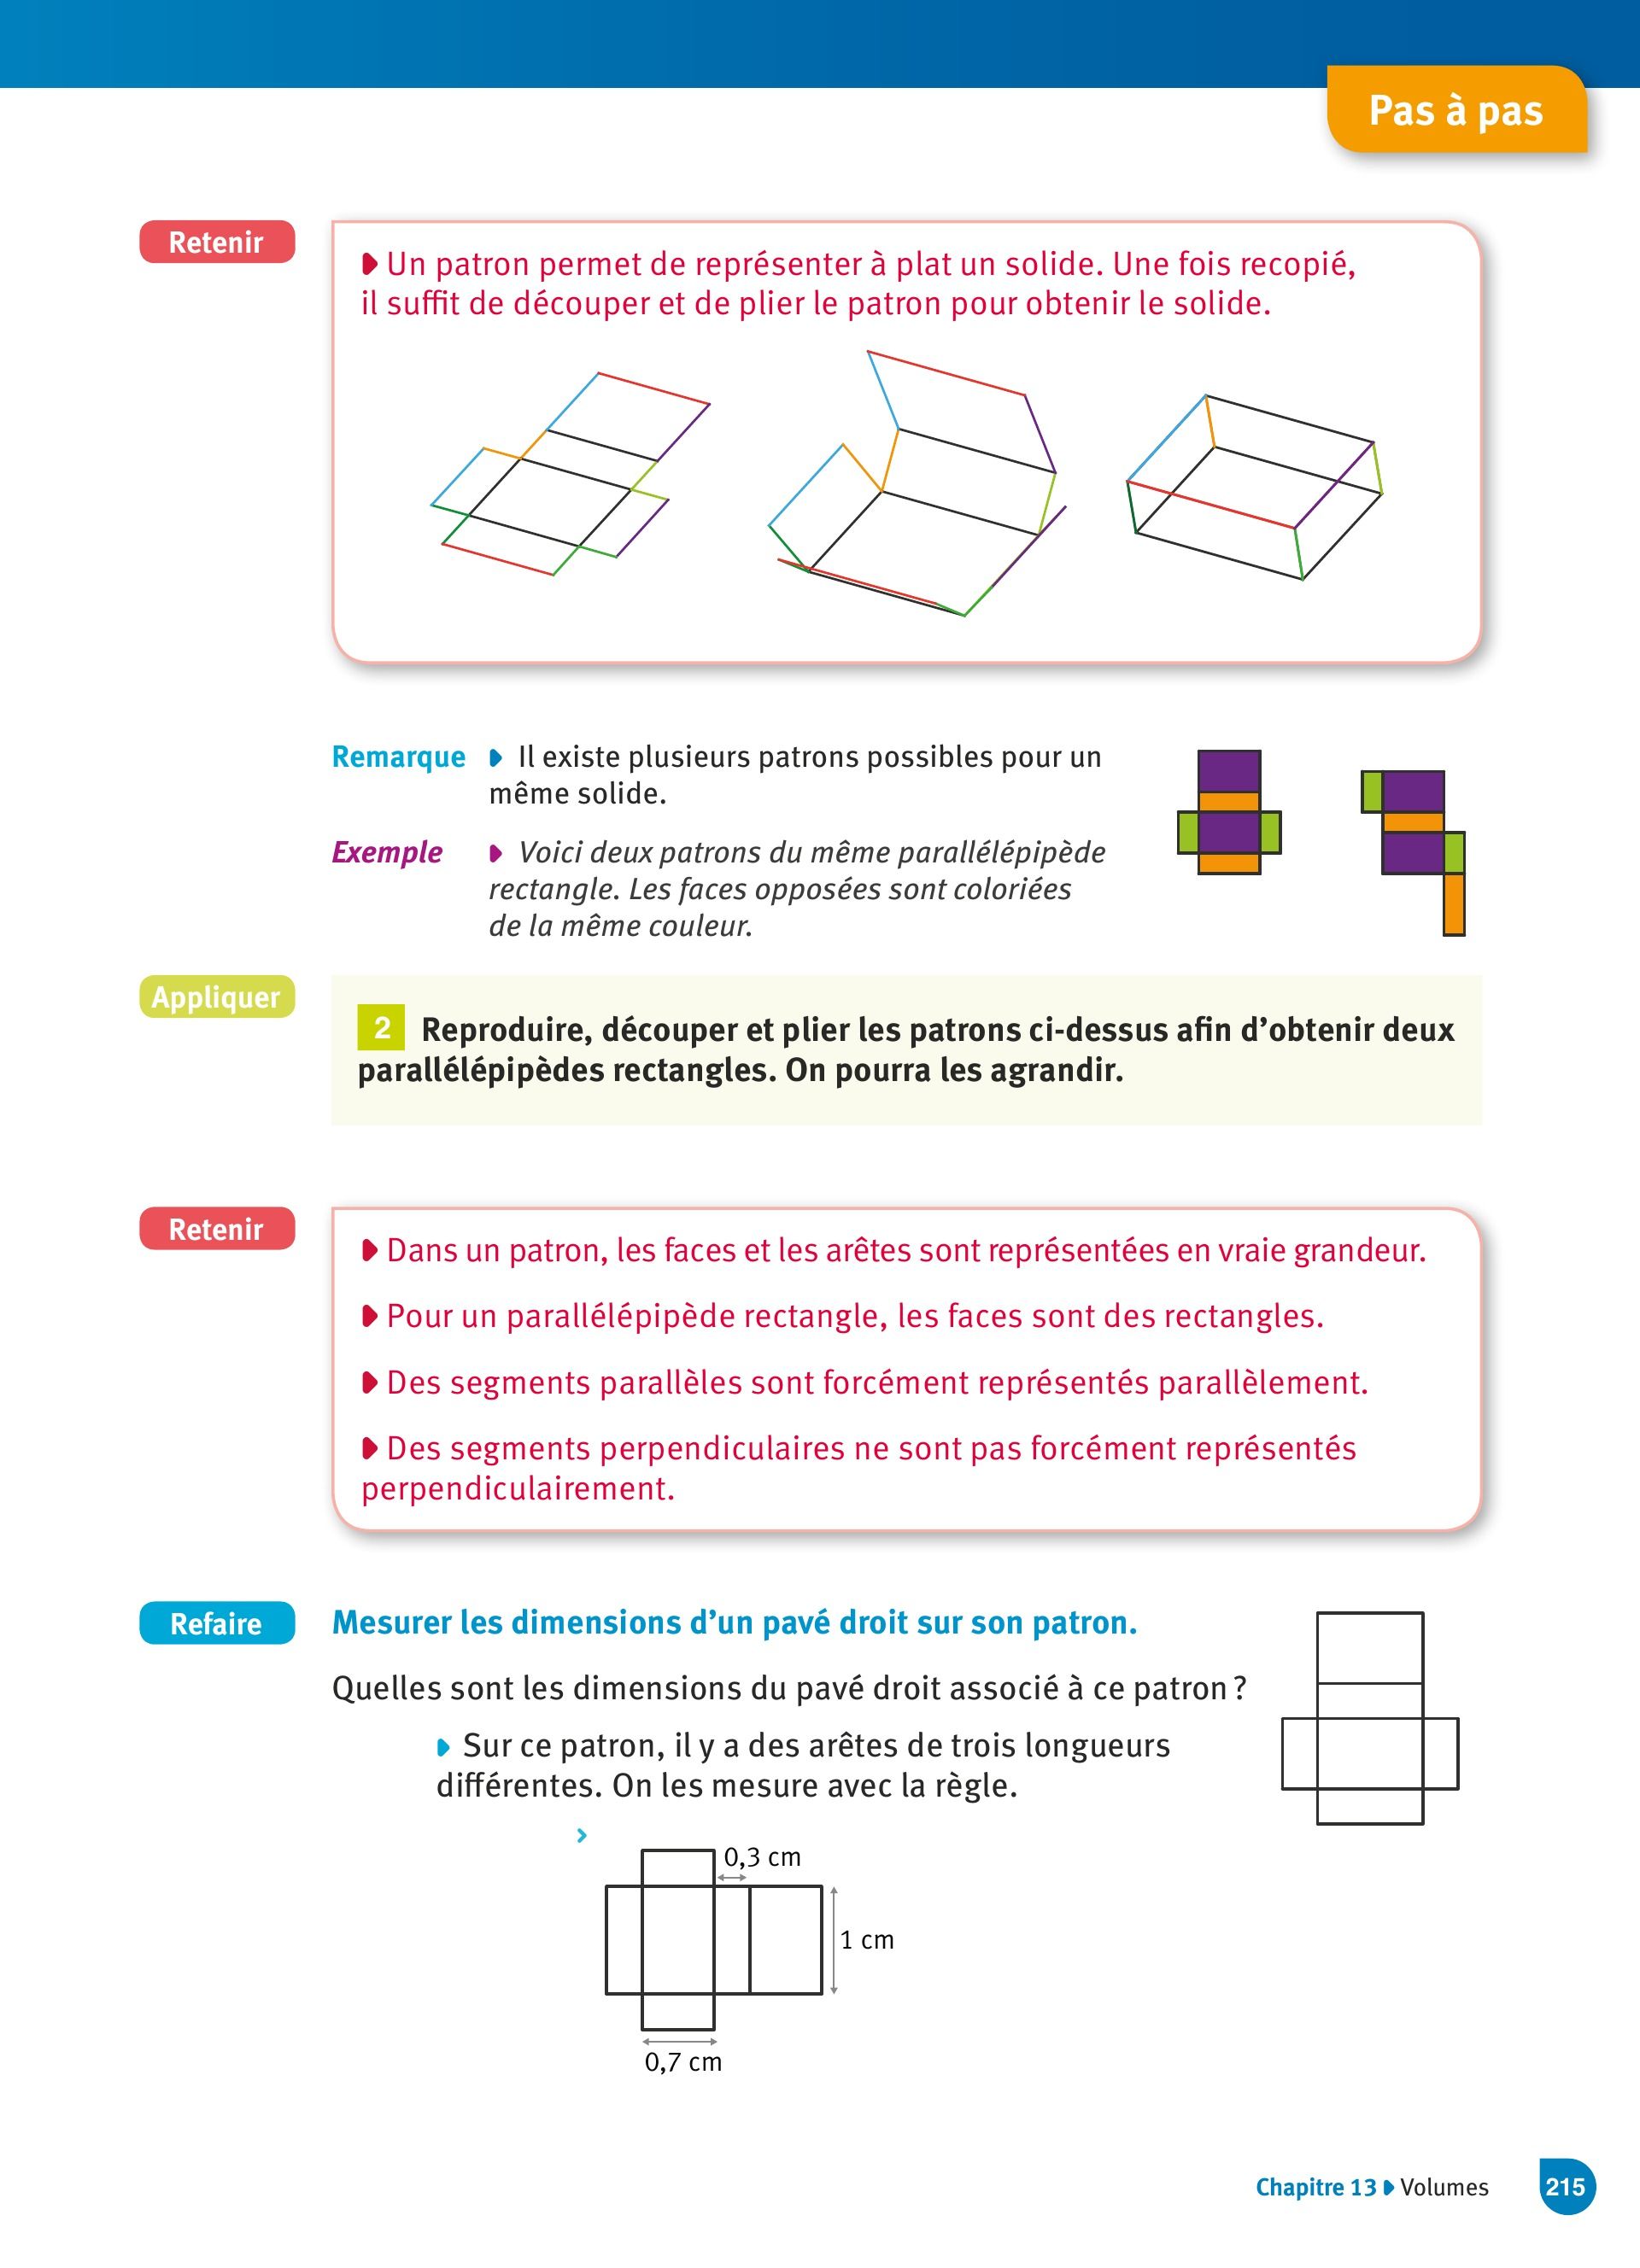 Pas à pas
Retenir
Un patron permet de représenter à plat un solide. Une fois recopié,
il suffit de découper et de plier le patron pour obtenir le solide.
Remarque Il existe plusieurs patrons possibles pour un
même solide.
Exemple Voici deux patrons du même parallélépipède
rectangle. Les faces opposées sont coloriées
de la même couleur.
Appliquer
2 Reproduire, découper et plier les patrons ci-dessus afin d’obtenir deux
parallélépipèdes rectangles. On pourra les agrandir.
Retenir
Dans un patron, les faces et les arêtes sont représentées en vraie grandeur.
Pour un parallélépipède rectangle, les faces sont des rectangles.
Des segments parallèles sont forcément représentés parallèlement.
Des segments perpendiculaires ne sont pas forcément représentés
perpendiculairement.
Refaire Mesurer les dimensions d’un pavé droit sur son patron.
Quelles sont les dimensions du pavé droit associé à ce patron ?
Sur ce patron, il y a des arêtes de trois longueurs
différentes. On les mesure avec la règle.
0,3 cm
1 cm
0,7 cm
Chapitre 13 Volumes 215